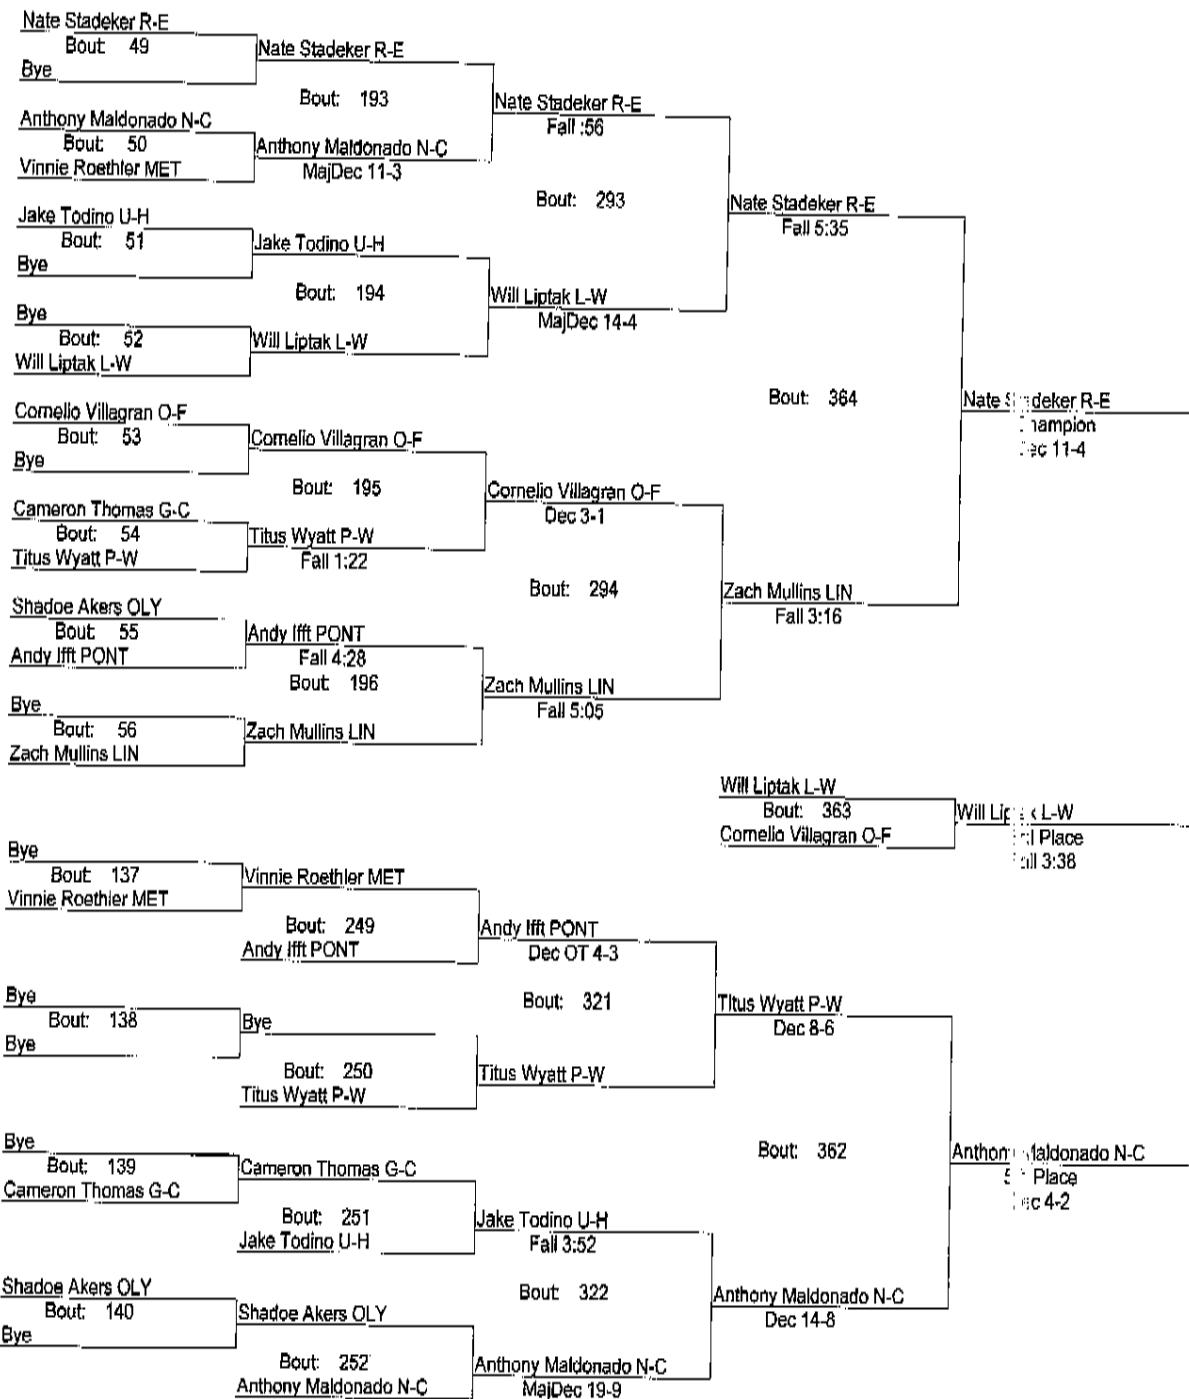 Nate Stadeker R-E
Bout: 49
Bye
Nate Stadeker R-E
Bout: 193
Anthony Maldonado N-C
Bout: 50
Vinnie Roethler MET
Anthony Maldonado N-C
MajDec 11-3
Nate Stadeker R-E
Fall :56
Bout: 293
Jake Todino U-H
Bout: 51
Bye
Jake Todino U-H
Bout: 194
Bye
Bout: 52
Will Liptak L-W
Will Liptak L-W
Will Liptak L-W
MajDec 14-4
Nate Stadeker R-E
Fall 5:35
Bout: 364
Nate deker R-E
ec 11-4
Cornelio Villagran O-F
Bout: 53
Bye
Cornelio Villagran O-F
Bout: 195
Cameron Thomas G-C
Bout: 54
Titus Wyatt P-W
Titus Wyatt P-W
Fall 1:22
Cornelio Villagran O-F
Dec 3-1
Bout: 294
Shadoe Akers OLY
Bout: 55
Andy Ifft PONT
Andy Ifft PONT
Fall 4:28
Bout: 196
Bye
Bout: 56
Zach Mullins LIN
Zach Mullins LIN
Zach Mullins LIN
Fall 5:05
Zach Mullins LIN
Fall 3:16
Will Liptak L-W
Bout: 363
Cornelio Villagran O-F
Will L-W
Place
3:38
Bye
Bout: 137
Vinnie Roethler MET
Vinnie Roethler MET
Bout: 249
Andy Ifft PONT
Andy Ifft PONT
Dec OT 4-3
Bout: 321
Bye
Bout: 138
Bye
Bye
Bout: 250
Titus Wyatt P-W
Titus Wyatt P-W
Titus Wyatt P-W
Dec 8-6
Bout: 362
Bye
Bout: 139
Cameron Thomas G-C
Cameron Thomas G-C
Bout: 251
Jake Todino U-H
Jake Todino U-H
Fall 3:52
Bout: 322
Shadoe Akers OLY
Bout: 140
Bye
Shadoe Akers OLY
Bout: 252
Anthony Maldonado N-C
Anthony Maldonado N-C
MajDec 19-9
Anthony Maldonado N-C
Dec 14-8
Anthony Maldonado N-C
Place
4-2